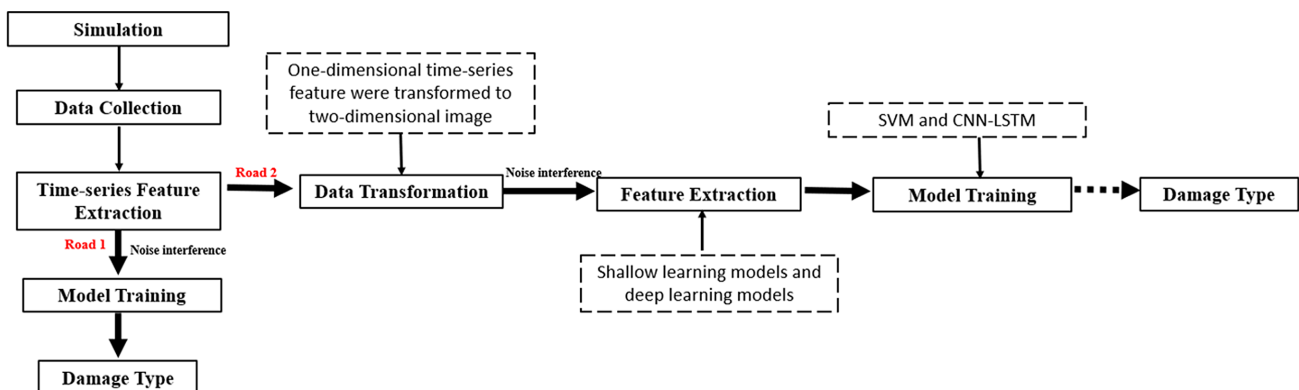 Simulation
Data Collection
Time-series Feature
Extraction
Road 1
Noise interference
Model Training
Damage Type
Road 2
One-dimensional time-series
feature were transformed to
two-dimensional image
Data Transformation
Noise interference
Feature Extraction
Shallow learning models and
deep learning models
SVM and CNN-LSTM
Model Training
Damage Type